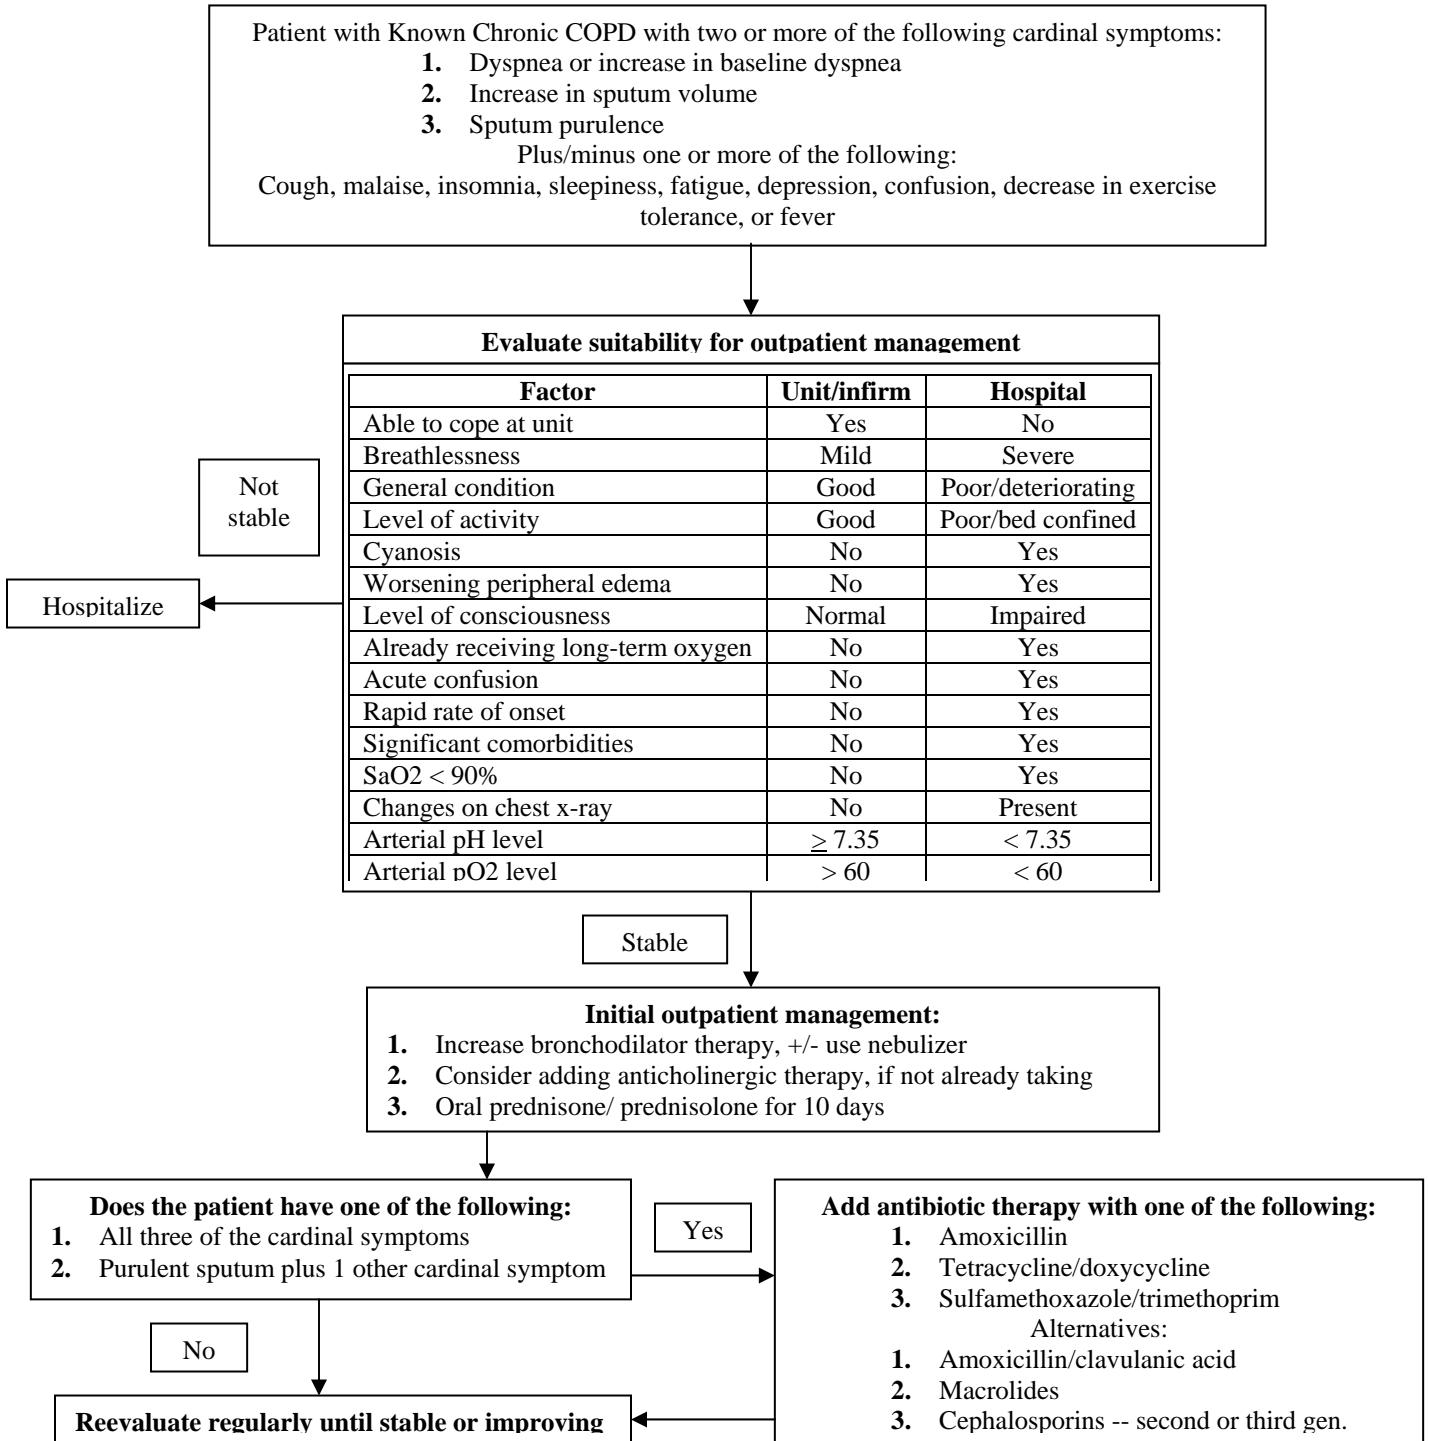 Patient with Known Chronic COPD with two or more of the following cardinal symptoms:
1. Dyspnea or increase in baseline dyspnea
2. Increase in sputum volume
3. Sputum purulence
Plus/minus one or more of the following:
Cough, malaise, insomnia, sleepiness, fatigue, depression, confusion, decrease in exercise
tolerance, or fever
Evaluate suitability for outpatient management
Factor Unit/infirm Hospital
Able to cope at unit Yes No
Breathlessness Mild Severe
General condition Good Poor/deteriorating
Level of activity Good Poor/bed confined
Cyanosis No Yes
Worsening peripheral edema No Yes
Level of consciousness Normal Impaired
Already receiving long-term oxygen No Yes
Acute confusion No Yes
Rapid rate of onset No Yes
Significant comorbidities No Yes
SaO2 < 90% No Yes
Changes on chest x-ray No Present
Arterial pH level ≥ 7.35 < 7.35
Arterial pO2 level > 60 < 60
Not
stable
Hospitalize
Stable
Initial outpatient management:
1. Increase bronchodilator therapy, +/- use nebulizer
2. Consider adding anticholinergic therapy, if not already taking
3. Oral prednisone/ prednisolone for 10 days
Does the patient have one of the following:
1. All three of the cardinal symptoms
2. Purulent sputum plus 1 other cardinal symptom
Yes
No
Add antibiotic therapy with one of the following:
1. Amoxicillin
2. Tetracycline/doxycycline
3. Sulfamethoxazole/trimethoprim
Alternatives:
1. Amoxicillin/clavulanic acid
2. Macrolides
3. Cephalosporins -- second or third gen.
Reevaluate regularly until stable or improving